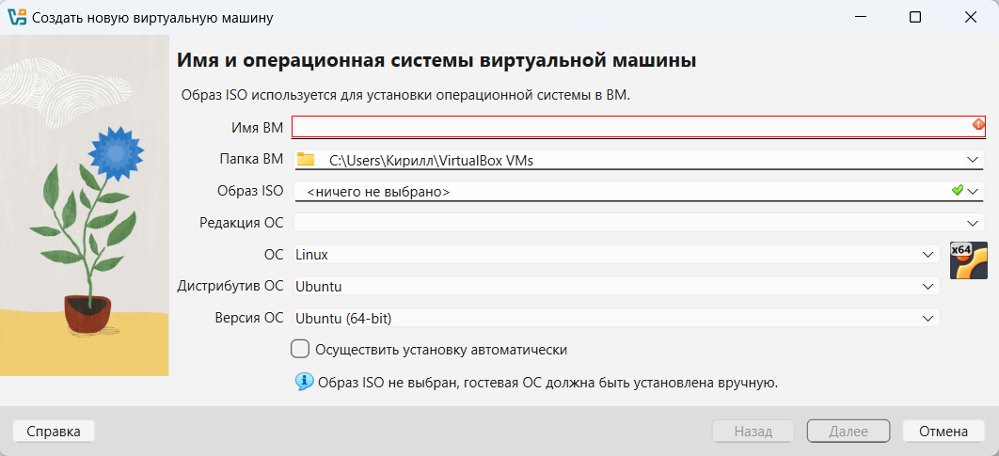 Создать новую виртуальную машину
Имя и операционная системы виртуальной машины
Образ ISO используется для установки операционной системы в ВМ.
Имя ВМ
Папка ВМ C:\Users\Кирилл\VirtualBox VMs
Образ ISO <ничего не выбрано>
Редакция ОС
ОС Linux x64
Дистрибутив ОС Ubuntu
Версия ОС Ubuntu (64-bit)
Осуществить установку автоматически
Образ ISO не выбран, гостевая ОС должна быть установлена вручную.
Справка Назад Далее Отмена